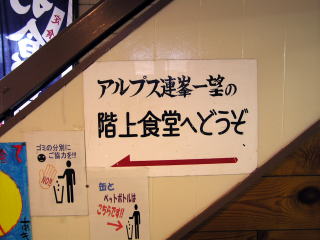 アルプス連峯一望の
階上食堂へどうぞ
ゴミの分別に
ご協力を!!
NON
缶と
ペットボトルは
こちらです!!